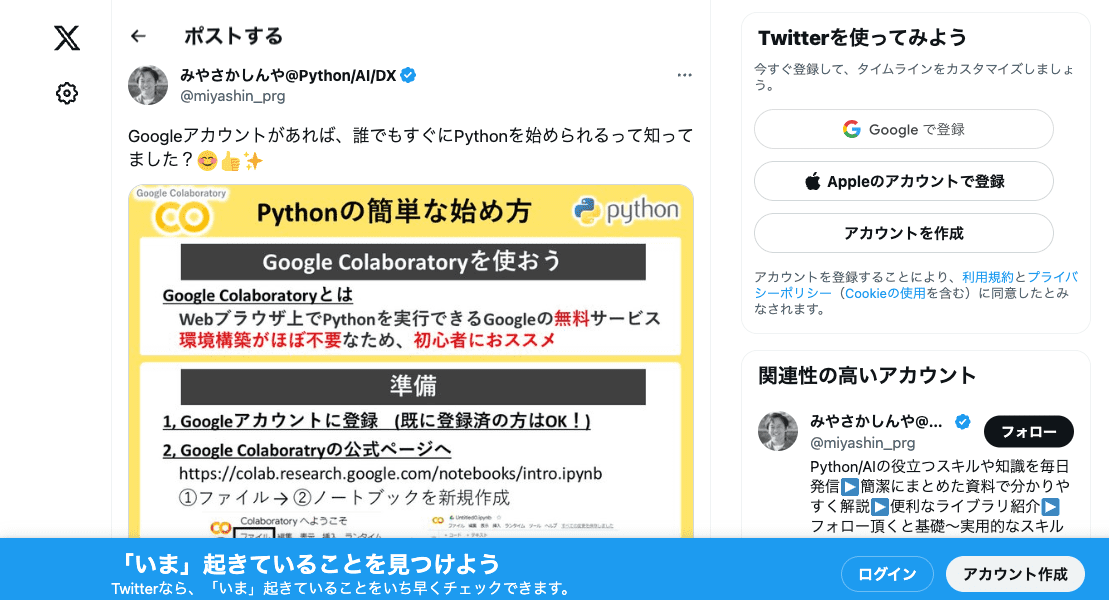 ポストする
みやさかしんや@Python/AI/DX
@miyashin_prg
Googleアカウントがあれば、誰でもすぐにPythonを始められるって知って
ました？😊👍✨
Google Colaboratory
CO
Pythonの簡単な始め方
python
Google Colaboratoryを使おう
Google Colaboratoryとは
Webブラウザ上でPythonを実行できるGoogleの無料サービス
環境構築がほぼ不要なため、初心者におススメ
準備
1, Googleアカウントに登録　(既に登録済の方はOK！)
2, Google Colaboratryの公式ページへ
https://colab.research.google.com/notebooks/intro.ipynb
①ファイル→②ノートブックを新規作成
Colaboratory へようこそ
ファイル 編集 表示 挿入 ランタイム
Untitled0.ipynb
ファイル 編集 表示 挿入 ランタイム ツール ヘルプ
+ コード + テキスト
Twitterを使ってみよう
今すぐ登録して、タイムラインをカスタマイズしましょ
う。
Google で登録
Appleのアカウントで登録
アカウントを作成
アカウントを登録することにより、利用規約とプライバ
シーポリシー（Cookieの使用を含む）に同意したとみ
なされます。
関連性の高いアカウント
みやさかしんや@...
@miyashin_prg
フォロー
Python/AIの役立つスキルや知識を毎日
発信▶️簡潔にまとめた資料で分かりや
すく解説▶️便利なライブラリ紹介▶️
フォロー頂くと基礎〜実用的なスキル
「いま」起きていることを見つけよう
Twitterなら、「いま」起きていることをいち早くチェックできます。
ログイン
アカウント作成